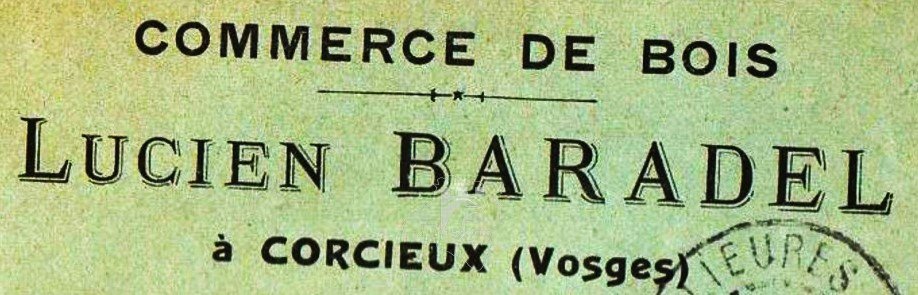 COMMERCE DE BOIS
LUCIEN BARADEL
à CORCIEUX (Vosges)